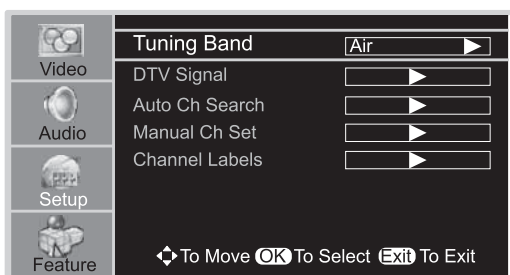 Video
Audio
Setup
Feature
Tuning Band Air
DTV Signal
Auto Ch Search
Manual Ch Set
Channel Labels
To Move OK To Select Exit To Exit